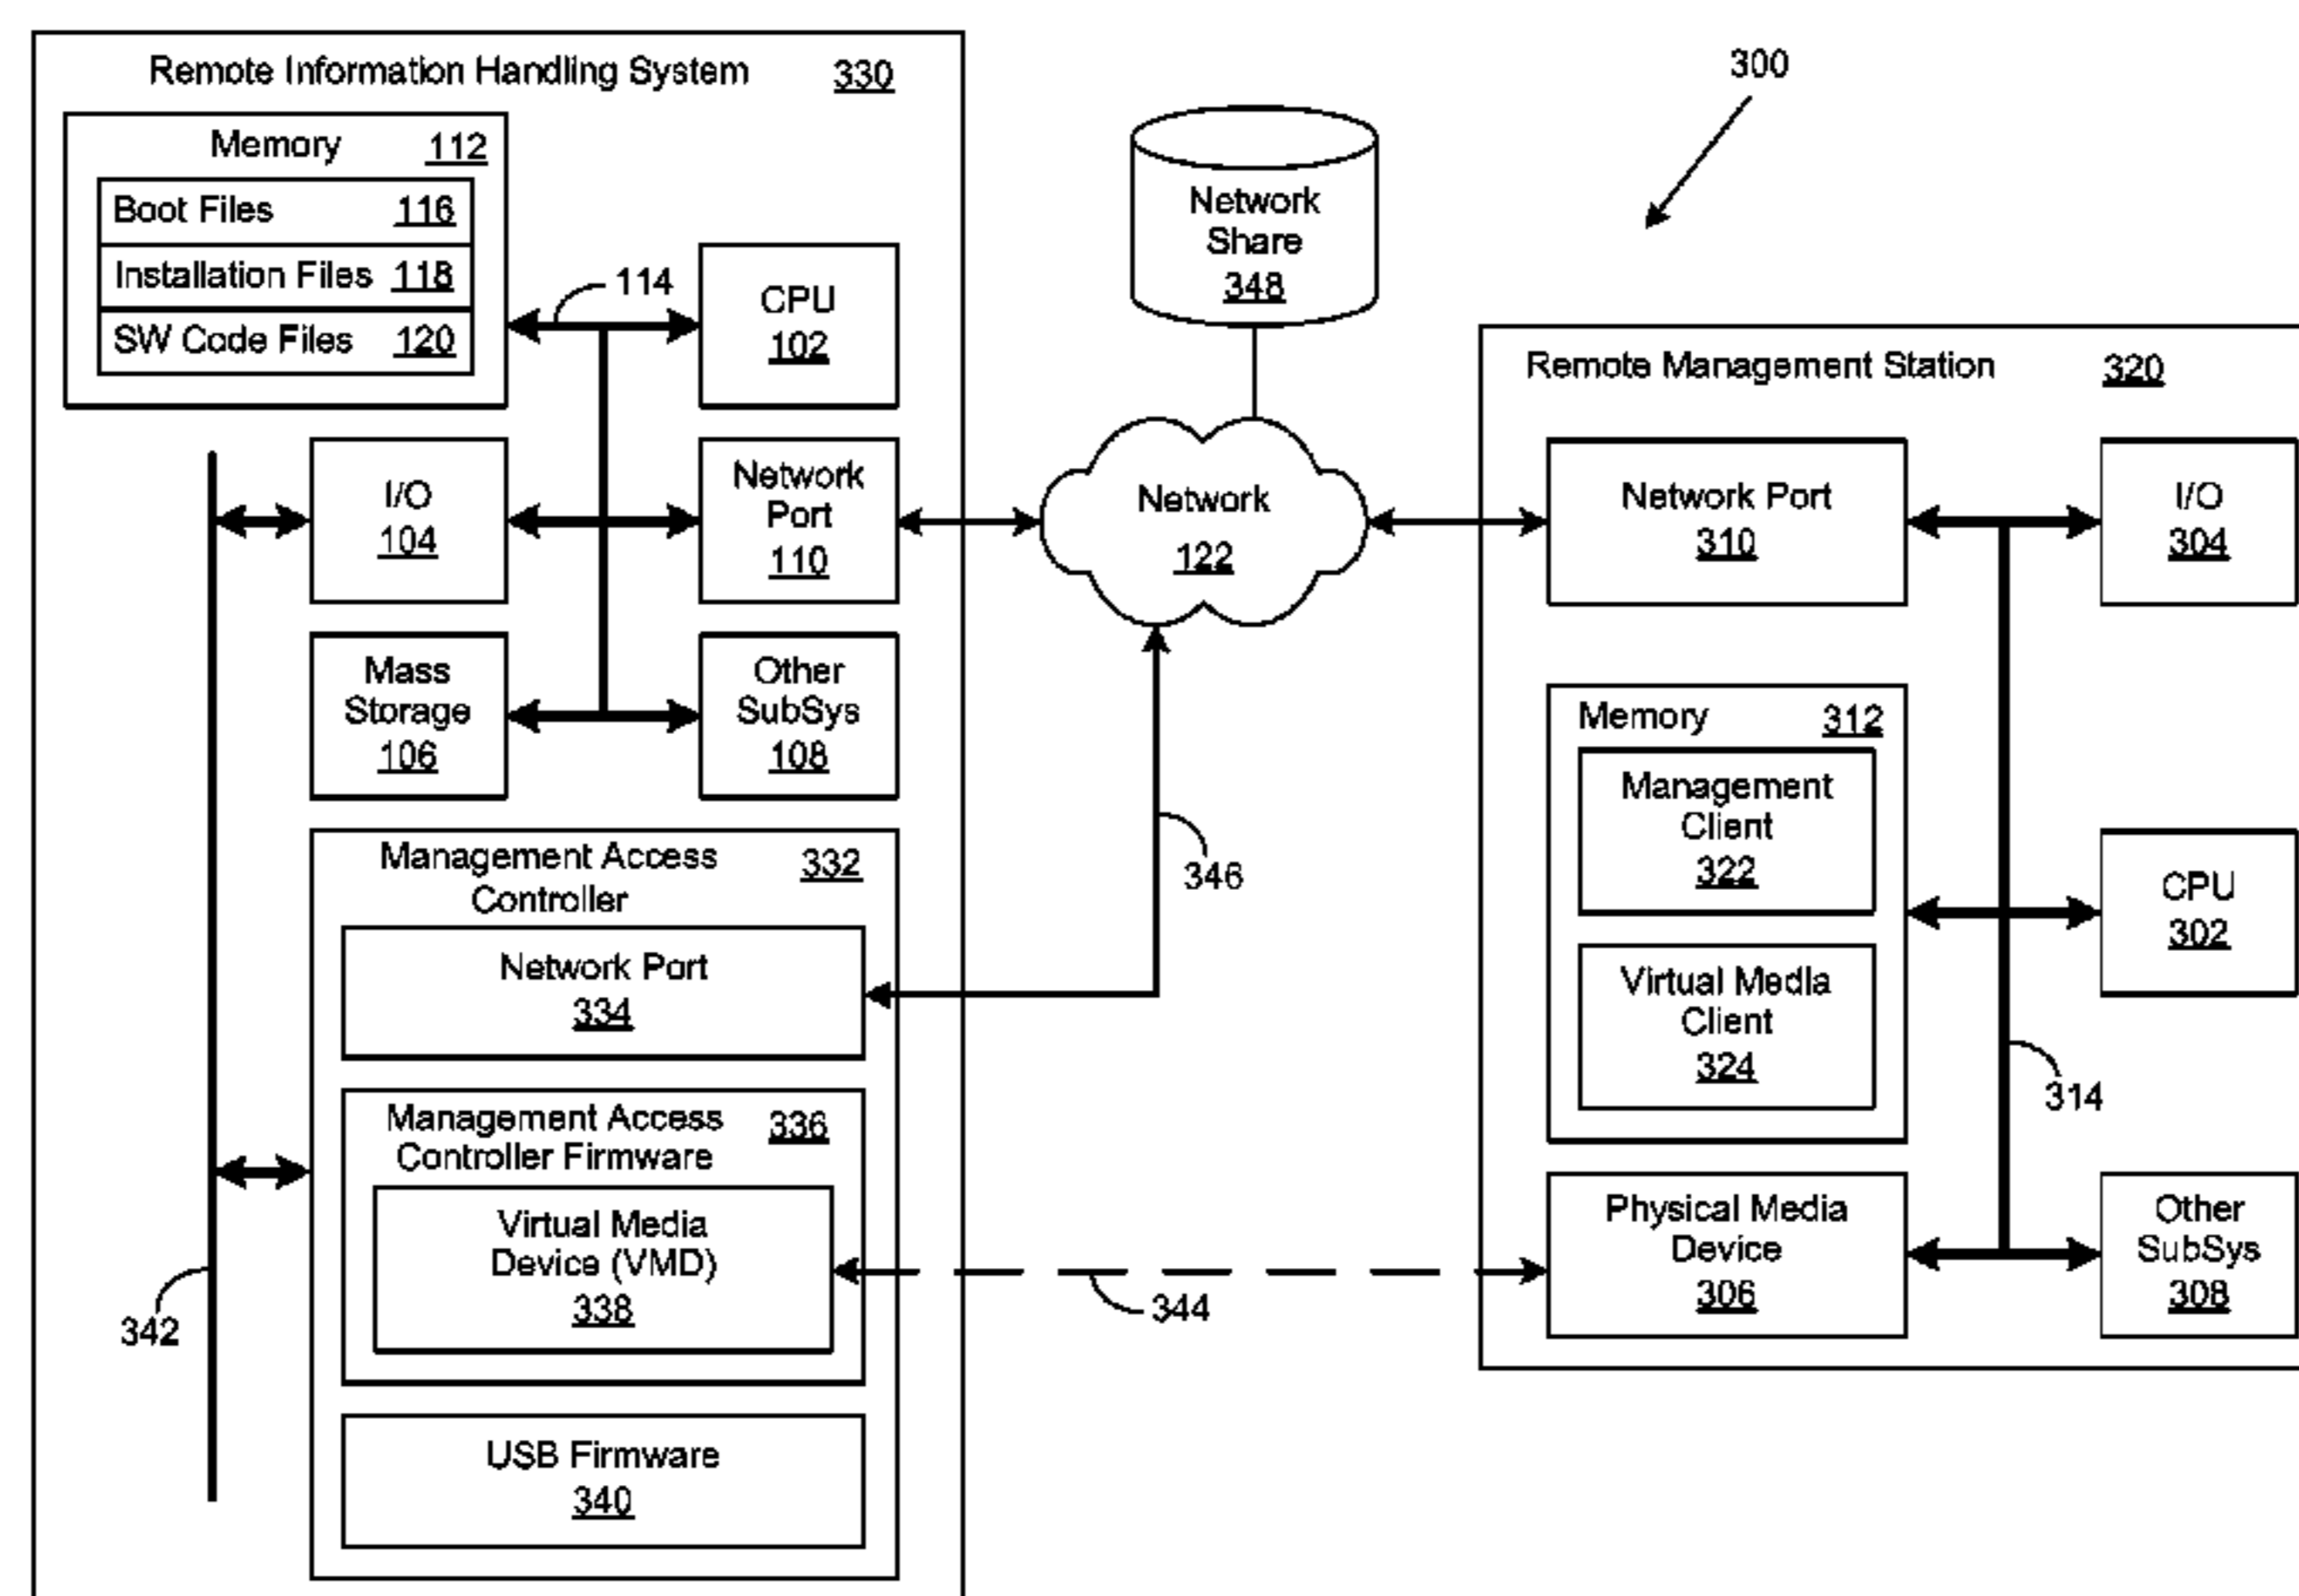 Remote Information Handling System 330
Memory 112
Boot Files 116
Installation Files 118
SW Code Files 120
114
CPU
102
I/O
104
Network
Port
110
Mass
Storage
106
Other
SubSys
108
Management Access 332
Controller
Network Port
334
Management Access 336
Controller Firmware
Virtual Media
Device (VMD)
338
USB Firmware
340
342
Network
Share
348
Network
122
346
344
300
Remote Management Station 320
Network Port
310
I/O
304
Memory 312
Management
Client
322
Virtual Media
Client
324
CPU
302
314
Physical Media
Device
306
Other
SubSys
308